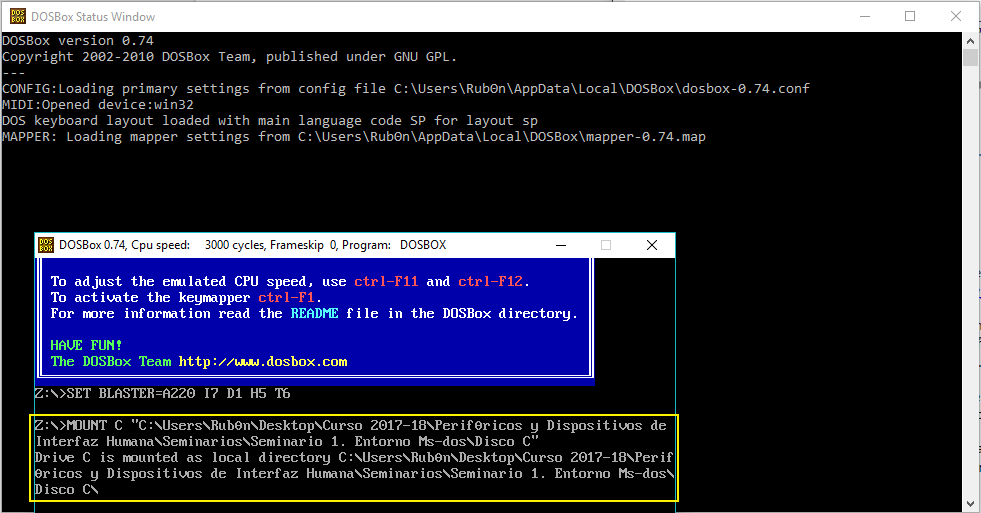 DOSBox Status Window
DOSBox version 0.74
Copyright 2002-2010 DOSBox Team, published under GNU GPL.
---
CONFIG:Loading primary settings from config file C:\Users\Rub0n\AppData\Local\DOSBox\dosbox-0.74.conf
MIDI:Opened device:win32
DOS keyboard layout loaded with main language code SP for layout sp
MAPPER: Loading mapper settings from C:\Users\Rub0n\AppData\Local\DOSBox\mapper-0.74.map
DOSBox 0.74, Cpu speed: 3000 cycles, Frameskip 0, Program: DOSBOX
To adjust the emulated CPU speed, use ctrl-F11 and ctrl-F12.
To activate the keymapper ctrl-F1.
For more information read the README file in the DOSBox directory.
HAVE FUN!
The DOSBox Team http://www.dosbox.com
Z:\>SET BLASTER=A220 I7 D1 H5 T6
Z:\>MOUNT C "C:\Users\Rub0n\Desktop\Curso 2017-18\Perif0ricos y Dispositivos de
Interfaz Humana\Seminarios\Seminario 1. Entorno Ms-dos\Disco C"
Drive C is mounted as local directory C:\Users\Rub0n\Desktop\Curso 2017-18\Perif
0ricos y Dispositivos de Interfaz Humana\Seminarios\Seminario 1. Entorno Ms-dos\
Disco C\